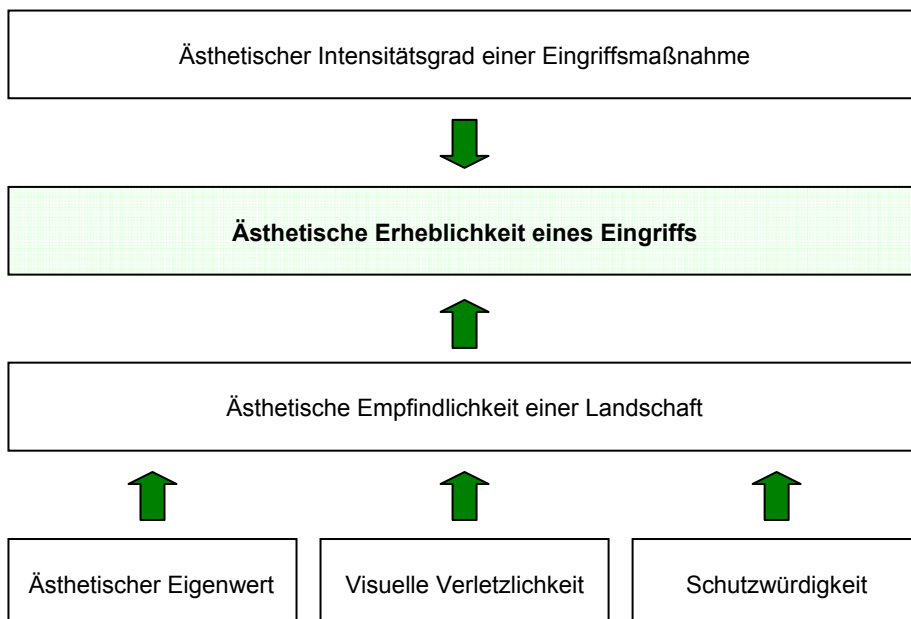 Ästhetischer Intensitätsgrad einer Eingriffsmaßnahme
Ästhetische Erheblichkeit eines Eingriffs
Ästhetische Empfindlichkeit einer Landschaft
Ästhetischer Eigenwert
Visuelle Verletzlichkeit
Schutzwürdigkeit